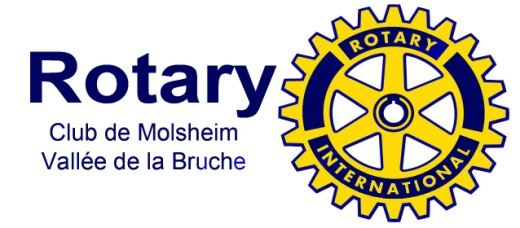 Rotary
Club de Molsheim
Vallée de la Bruche
ROTARY
INTERNATIONAL